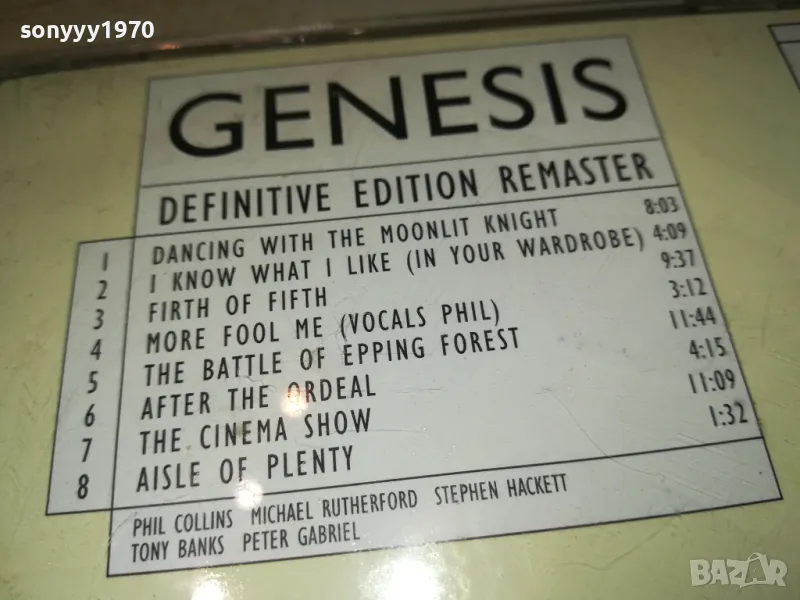 sonyyy1970
GENESIS
DEFINITIVE EDITION REMASTER
1 DANCING WITH THE MOONLIT KNIGHT 8:03
2 I KNOW WHAT I LIKE (IN YOUR WARDROBE) 4:09
3 FIRTH OF FIFTH 9:37
4 MORE FOOL ME (VOCALS PHIL) 3:12
5 THE BATTLE OF EPPING FOREST 11:44
6 AFTER THE ORDEAL 4:15
7 THE CINEMA SHOW 11:09
8 AISLE OF PLENTY 1:32
PHIL COLLINS MICHAEL RUTHERFORD STEPHEN HACKETT
TONY BANKS PETER GABRIEL
BAZAR